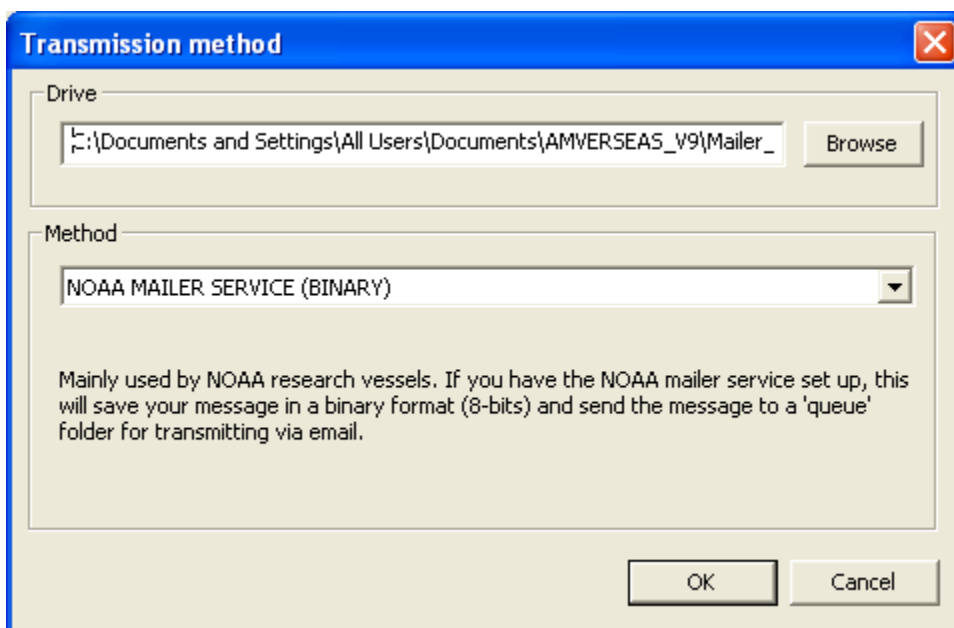 Transmission method
Drive
C:\Documents and Settings\All Users\Documents\AMVERSEAS_V9\Mailer_
Browse
Method
NOAA MAILER SERVICE (BINARY)
Mainly used by NOAA research vessels. If you have the NOAA mailer service set up, this
will save your message in a binary format (8-bits) and send the message to a 'queue'
folder for transmitting via email.
OK
Cancel